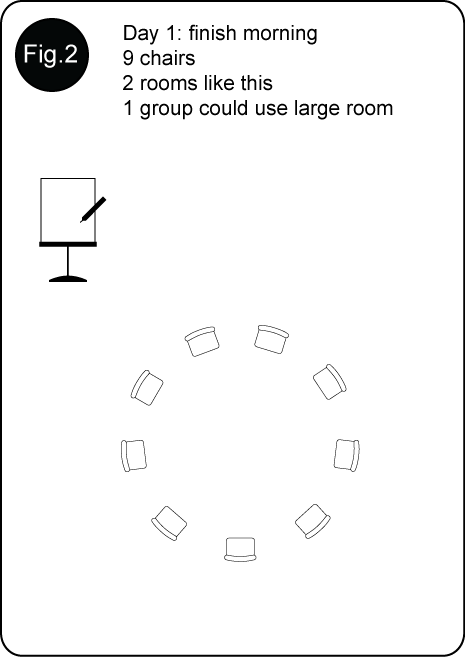 Fig.2
Day 1: finish morning
9 chairs
2 rooms like this
1 group could use large room